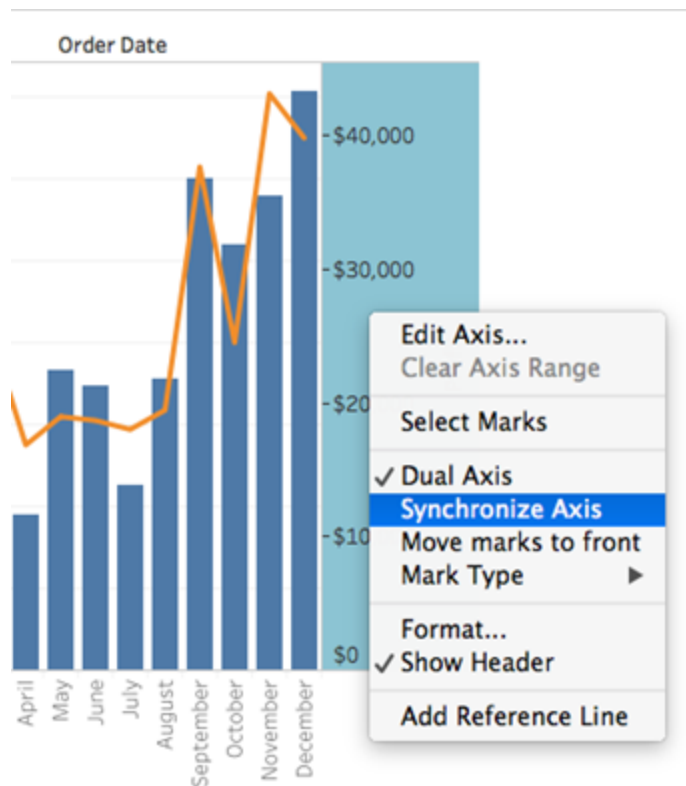 Order Date
-$40,000
-$30,000
-$20
-$10
$0
Edit Axis...
Clear Axis Range
Select Marks
✓ Dual Axis
Synchronize Axis
Move marks to front
Mark Type ▶
Format...
✓ Show Header
Add Reference Line
April
May
June
July
August
September
October
November
December